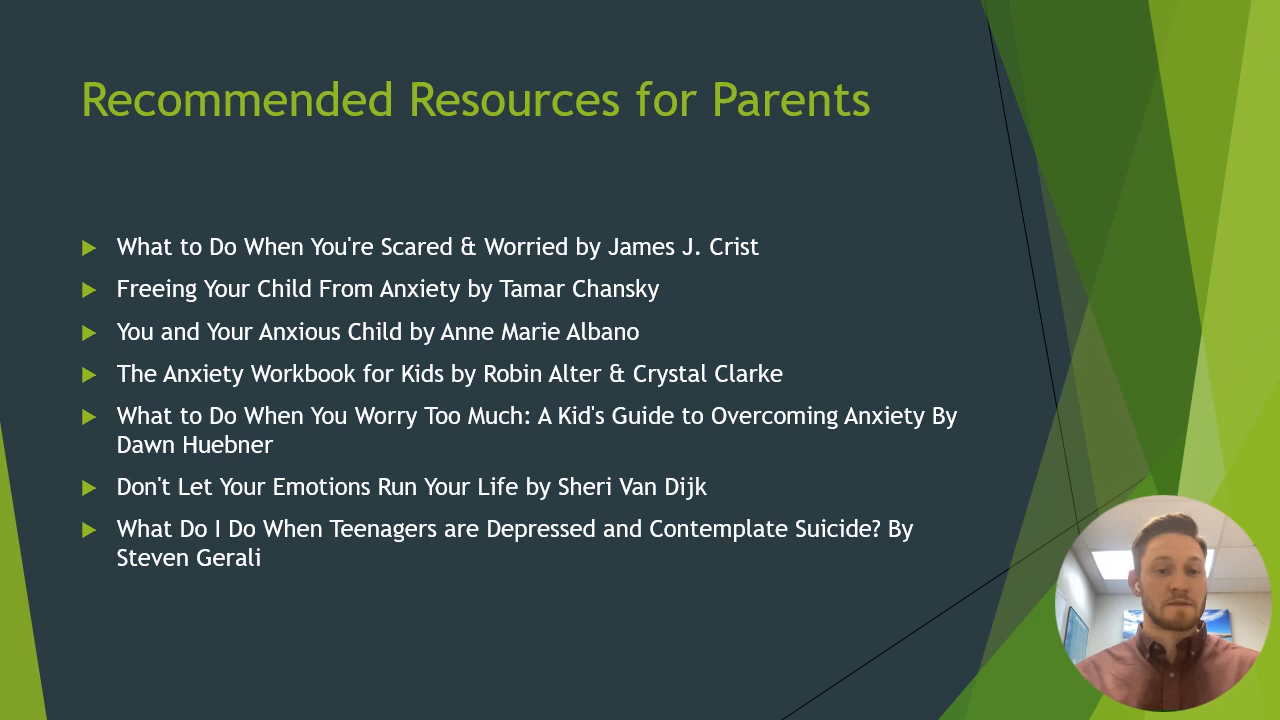 Recommended Resources for Parents
What to Do When You're Scared & Worried by James J. Crist
Freeing Your Child From Anxiety by Tamar Chansky
You and Your Anxious Child by Anne Marie Albano
The Anxiety Workbook for Kids by Robin Alter & Crystal Clarke
What to Do When You Worry Too Much: A Kid's Guide to Overcoming Anxiety By
Dawn Huebner
Don't Let Your Emotions Run Your Life by Sheri Van Dijk
What Do I Do When Teenagers are Depressed and Contemplate Suicide? By
Steven Gerali